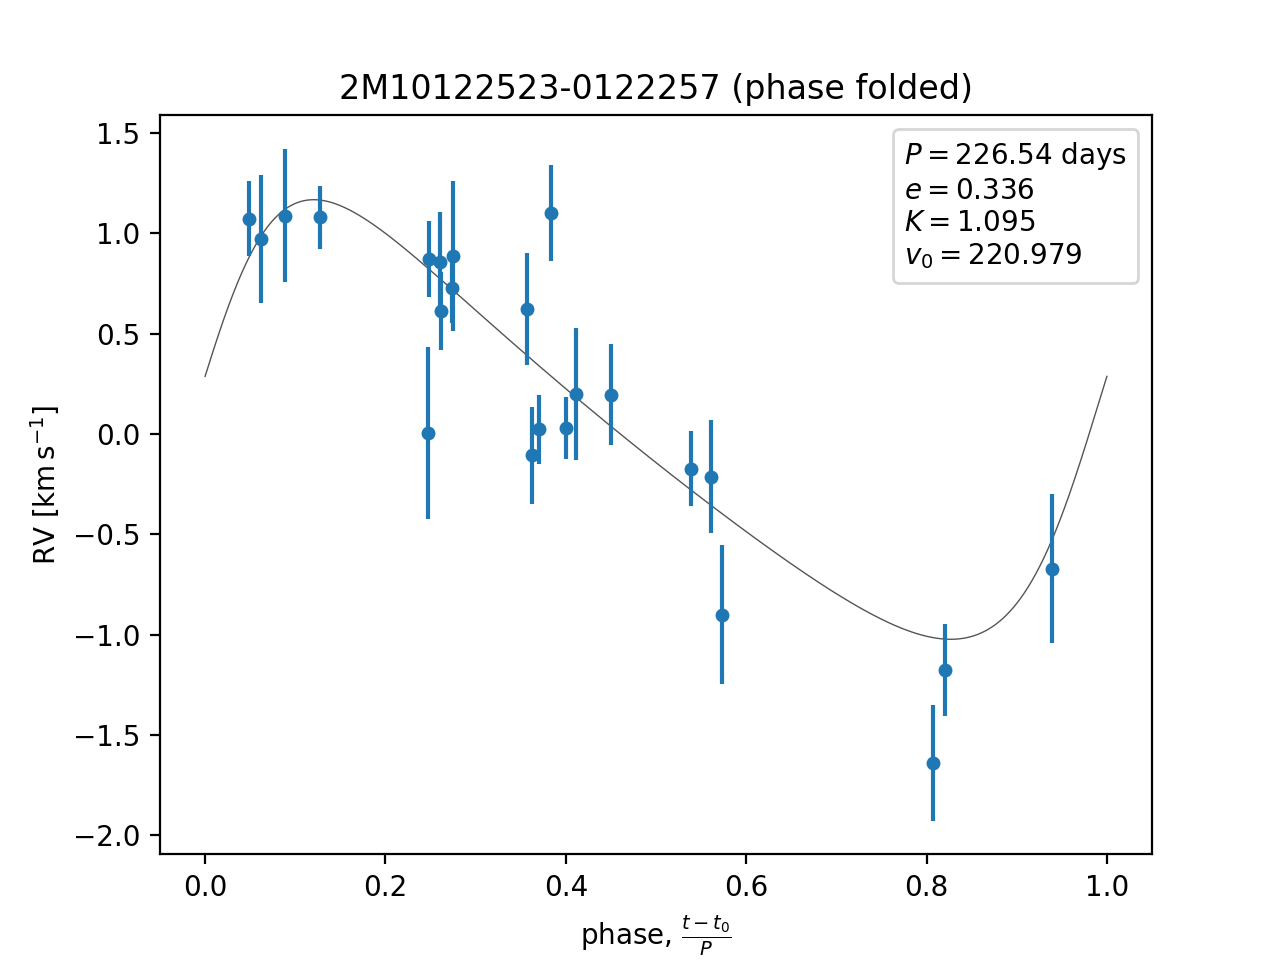 2M10122523-0122257 (phase folded)
P = 226.54 days
e = 0.336
K = 1.095
v₀ = 220.979
RV [km s⁻¹]
1.5
1.0
0.5
0.0
−0.5
−1.0
−1.5
−2.0
0.0 0.2 0.4 0.6 0.8 1.0
phase, (t − t₀)/P